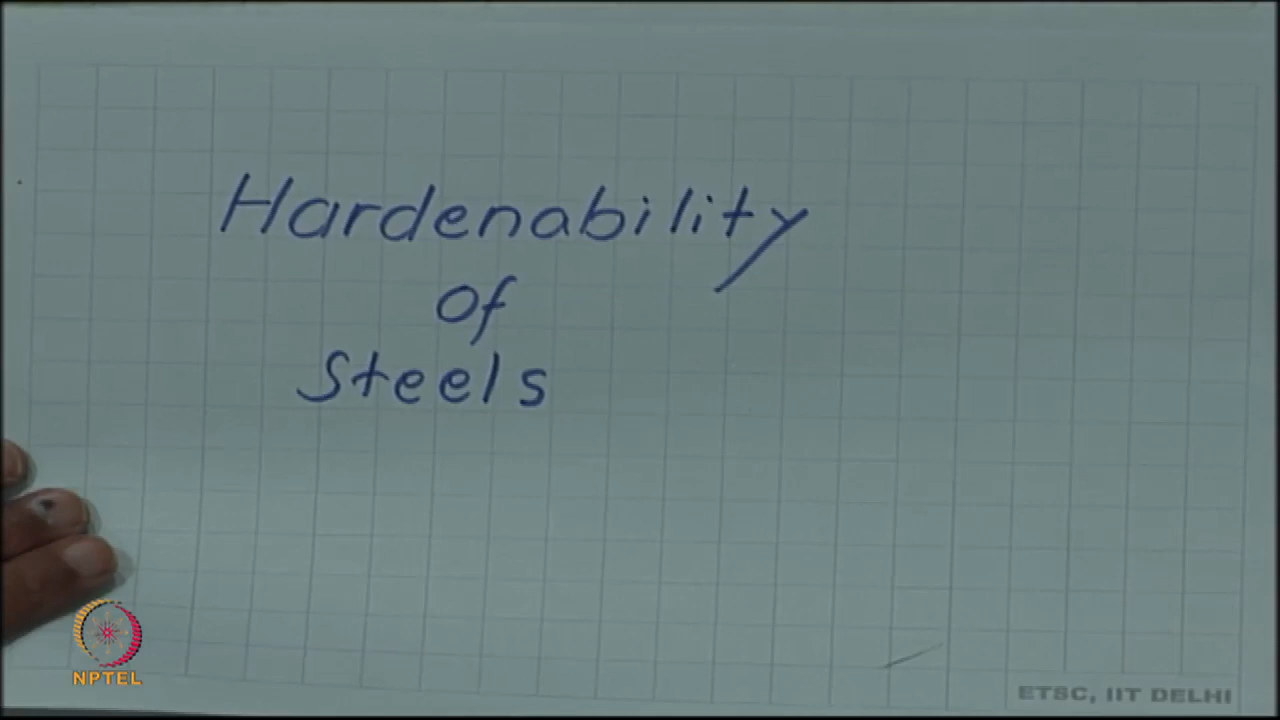 Hardenability
of
Steels
NPTEL
ETSC, IIT DELHI